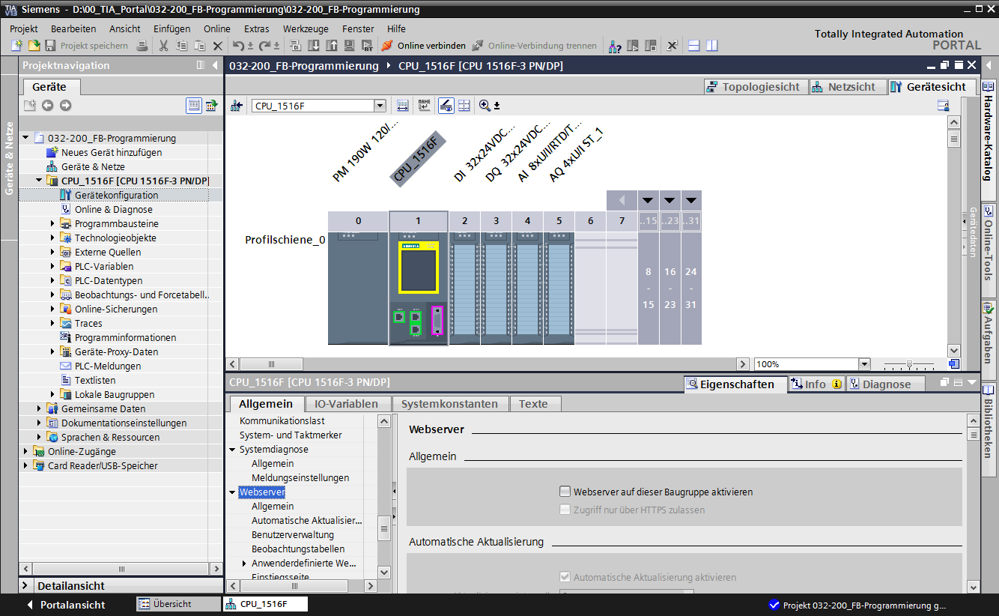 Siemens - D:\00_TIA_Portal\032-200_FB-Programmierung\032-200_FB-Programmierung
Projekt Bearbeiten Ansicht Einfügen Online Extras Werkzeuge Fenster Hilfe
Totally Integrated Automation
PORTAL
Projekt speichern
Online verbinden
Online-Verbindung trennen
Projektnavigation
032-200_FB-Programmierung CPU_1516F [CPU 1516F-3 PN/DP]
Geräte
Topologiesicht Netzsicht Gerätesicht
Geräte & Netze
032-200_FB-Programmierung
Neues Gerät hinzufügen
Geräte & Netze
CPU_1516F [CPU 1516F-3 PN/DP]
Gerätekonfiguration
Online & Diagnose
Programmbausteine
Technologieobjekte
Externe Quellen
PLC-Variablen
PLC-Datentypen
Beobachtungs- und Forcetabell..
Online-Sicherungen
Traces
Programminformationen
Geräte-Proxy-Daten
PLC-Meldungen
Textlisten
Lokale Baugruppen
Gemeinsame Daten
Dokumentationseinstellungen
Sprachen & Ressourcen
Online-Zugänge
Card Reader/USB-Speicher
Detailansicht
CPU_1516F
PM 190W 120/...
CPU_1516F
DI 32x24VDC...
DQ 32x24VDC...
AI 8xU/I/RTD/T...
AQ 4xU/I ST_1
0 1 2 3 4 5 6 7 ..15 ..23 ..31
Profilschiene_0
SIEMENS
8 16 24
- - -
15 23 31
100%
Gerätedaten
Hardware-Katalog
Online-Tools
Aufgaben
Bibliotheken
CPU_1516F [CPU 1516F-3 PN/DP]
Eigenschaften Info Diagnose
Allgemein IO-Variablen Systemkonstanten Texte
Kommunikationslast
System- und Taktmerker
Systemdiagnose
Allgemein
Meldungseinstellungen
Webserver
Allgemein
Automatische Aktualisier...
Benutzerverwaltung
Beobachtungstabellen
Anwenderdefinierte We...
Einstiegsseite
Webserver
Allgemein
Webserver auf dieser Baugruppe aktivieren
Zugriff nur über HTTPS zulassen
Automatische Aktualisierung
Automatische Aktualisierung aktivieren
Portalansicht
Übersicht
CPU_1516F
Projekt 032-200_FB-Programmierung g...